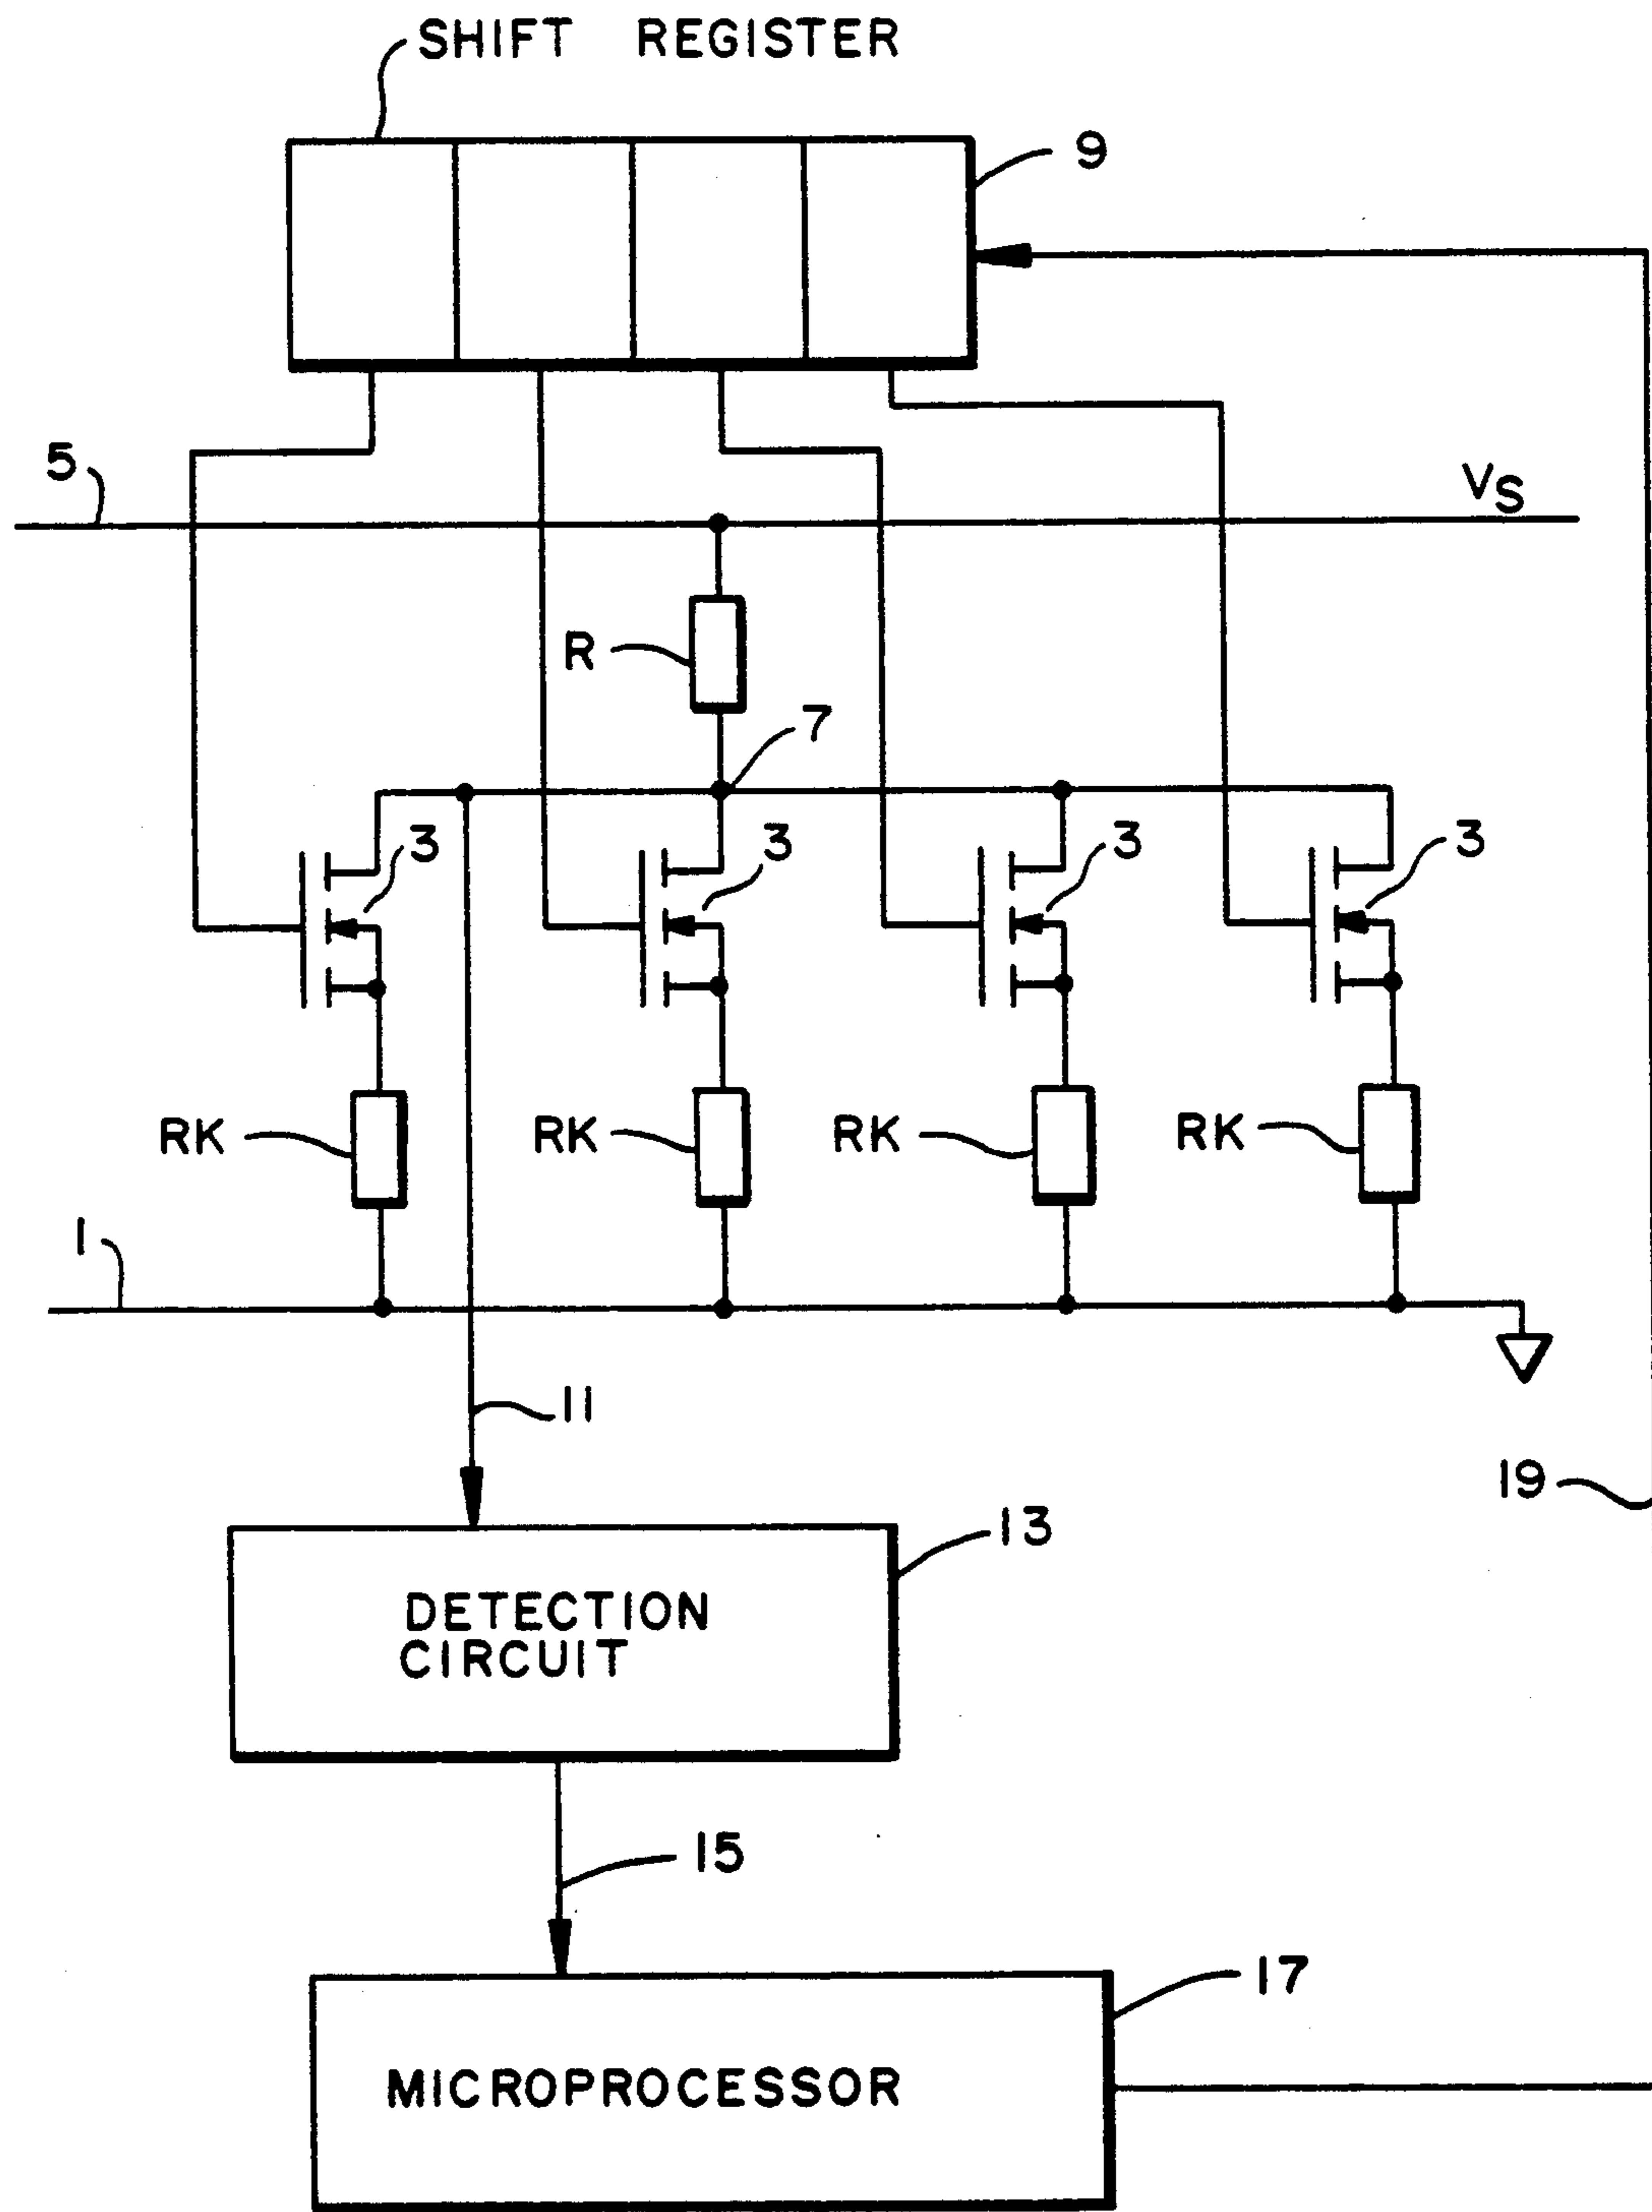 SHIFT REGISTER
9
5
VS
R
7
3
3
3
3
RK
RK
RK
RK
1
11
19
13
DETECTION
CIRCUIT
15
17
MICROPROCESSOR